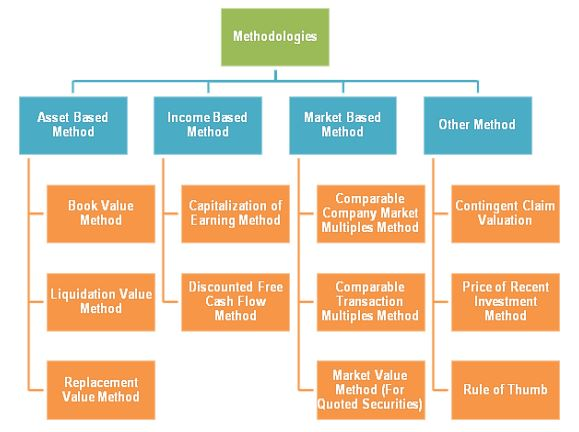 Methodologies
Asset Based
Method
Income Based
Method
Market Based
Method
Other Method
Book Value
Method
Liquidation Value
Method
Replacement
Value Method
Capitalization of
Earning Method
Discounted Free
Cash Flow
Method
Comparable
Company Market
Multiples Method
Comparable
Transaction
Multiples Method
Market Value
Method (For
Quoted Securities)
Contingent Claim
Valuation
Price of Recent
Investment
Method
Rule of Thumb